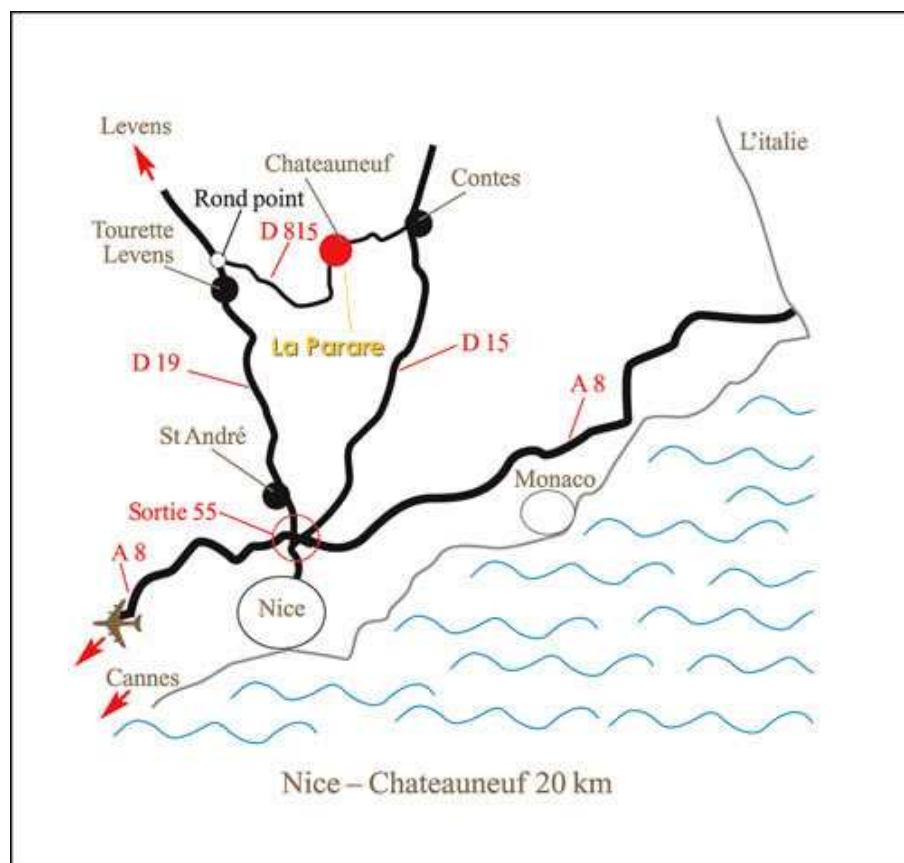 Levens
L'italie
Chateauneuf
Contes
Rond point
D 815
Tourette
Levens
La Parare
D 15
D 19
A 8
St André
Monaco
Sortie 55
A 8
Nice
Cannes
Nice – Chateauneuf 20 km